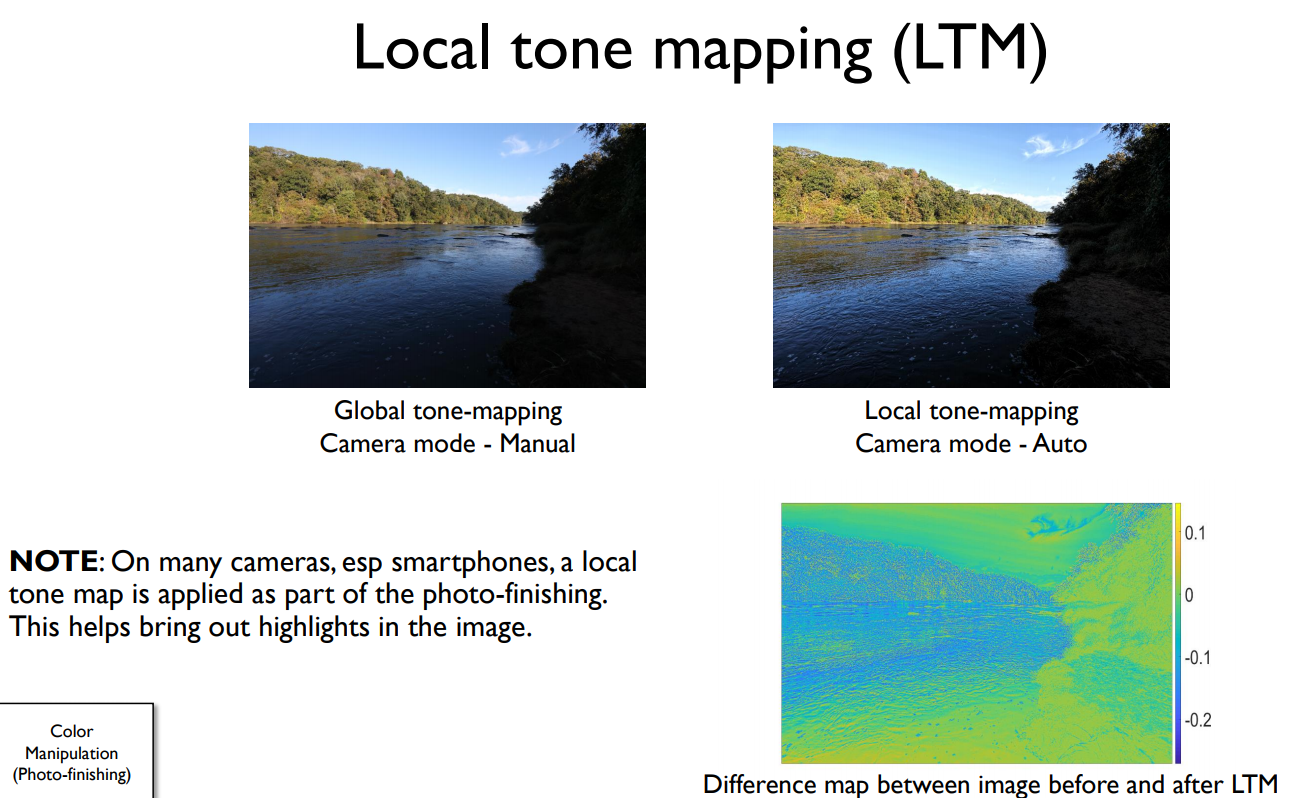 Local tone mapping (LTM)
Global tone-mapping
Camera mode - Manual
Local tone-mapping
Camera mode - Auto
NOTE: On many cameras, esp smartphones, a local
tone map is applied as part of the photo-finishing.
This helps bring out highlights in the image.
0.1
0
-0.1
-0.2
Difference map between image before and after LTM
Color
Manipulation
(Photo-finishing)